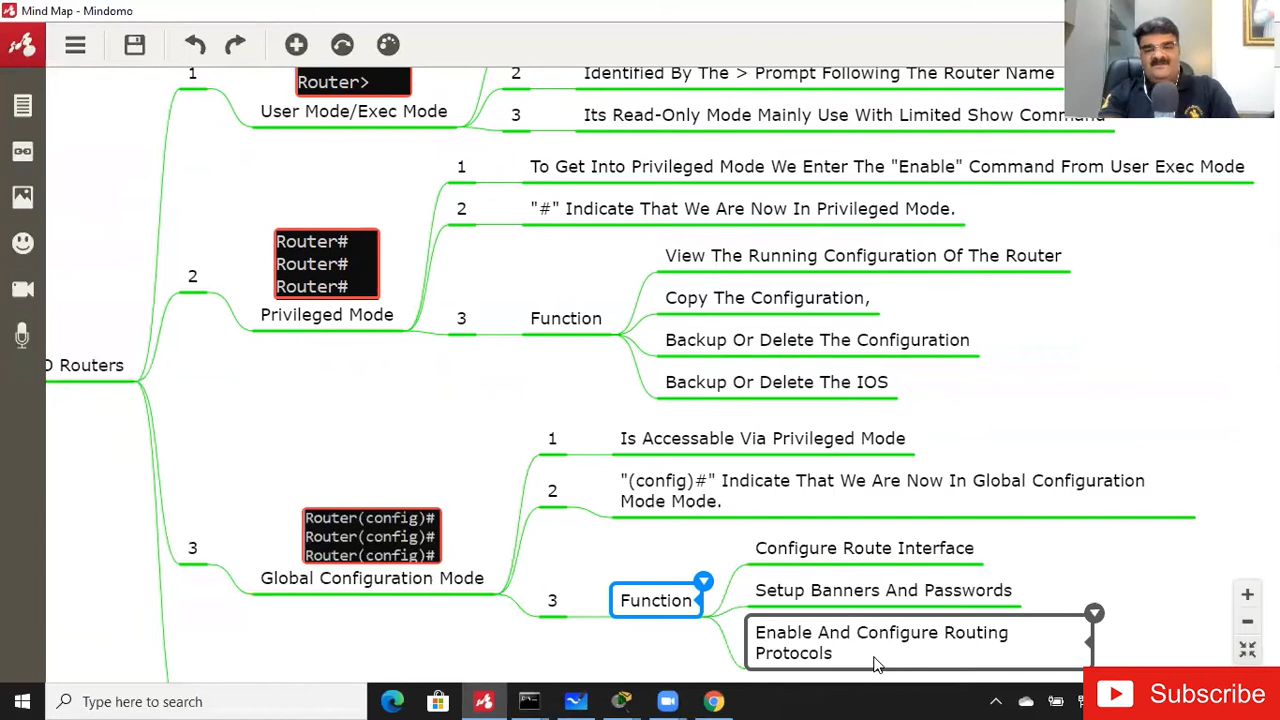 Mind Map - Mindomo
1
Router>
User Mode/Exec Mode
2
Identified By The > Prompt Following The Router Name
3
Its Read-Only Mode Mainly Use With Limited Show Command
1
To Get Into Privileged Mode We Enter The "Enable" Command From User Exec Mode
2
"#" Indicate That We Are Now In Privileged Mode.
2
Router#
Router#
Router#
Privileged Mode
3
Function
View The Running Configuration Of The Router
Copy The Configuration,
Backup Or Delete The Configuration
Backup Or Delete The IOS
Routers
1
Is Accessable Via Privileged Mode
2
"(config)#" Indicate That We Are Now In Global Configuration
Mode Mode.
3
Router(config)#
Router(config)#
Router(config)#
Global Configuration Mode
3
Function
Configure Route Interface
Setup Banners And Passwords
Enable And Configure Routing
Protocols
Type here to search
Subscribe